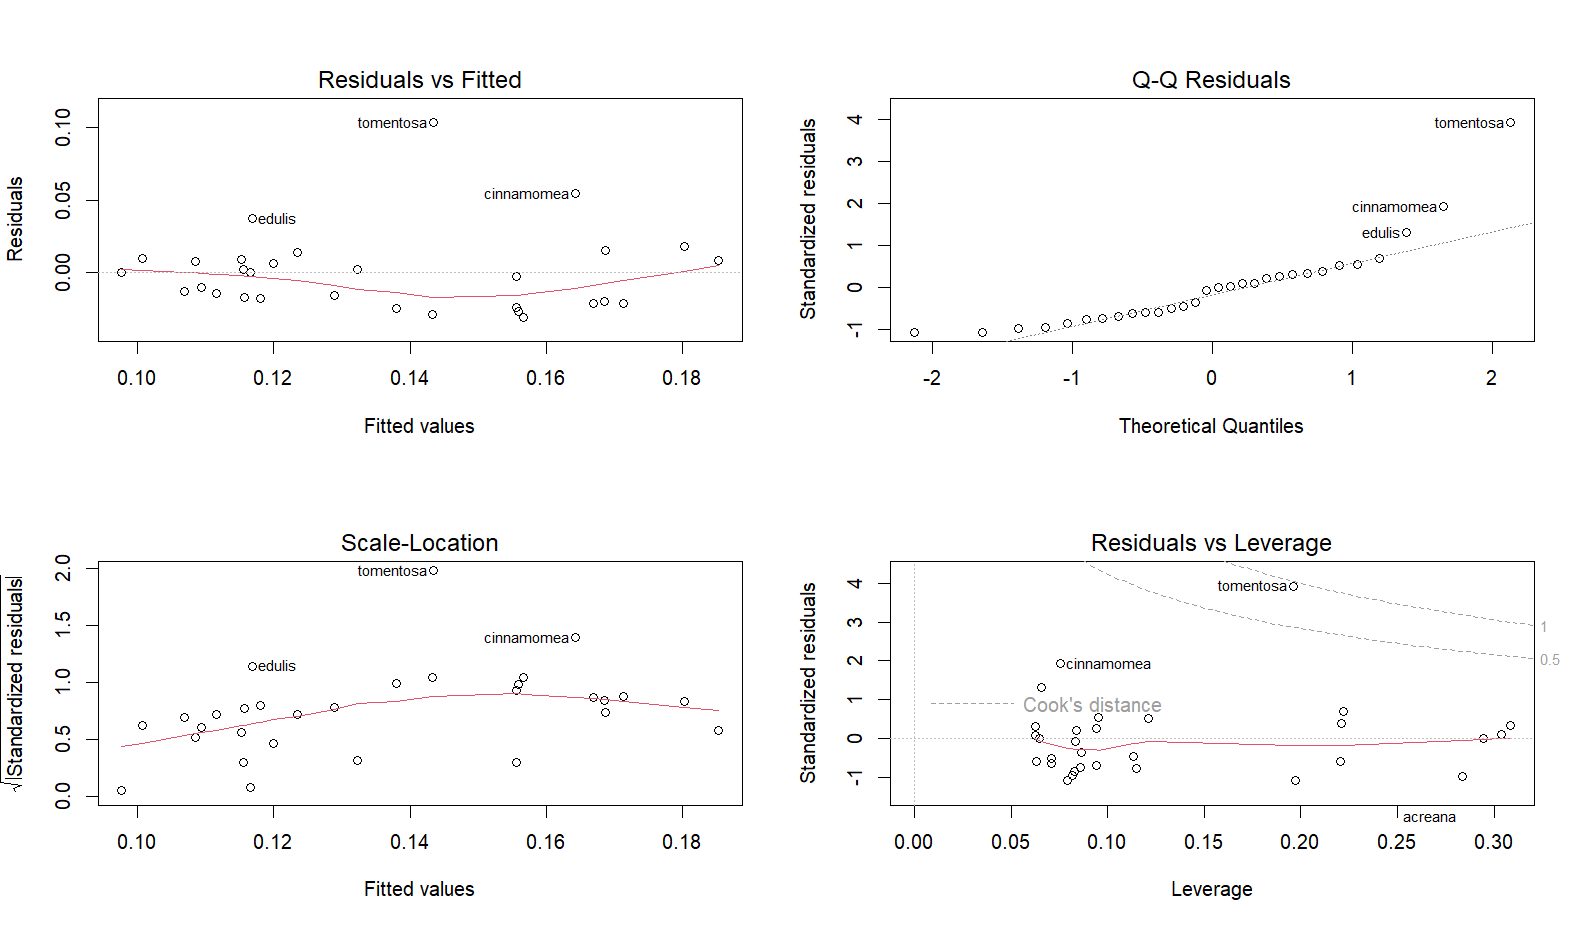 Residuals vs Fitted
Residuals
0.00 0.05 0.10
tomentosa
cinnamomea
edulis
0.10 0.12 0.14 0.16 0.18
Fitted values
Q-Q Residuals
Standardized residuals
-1 0 1 2 3 4
tomentosa
cinnamomea
edulis
-2 -1 0 1 2
Theoretical Quantiles
Scale-Location
√|Standardized residuals|
0.0 0.5 1.0 1.5 2.0
tomentosa
cinnamomea
edulis
0.10 0.12 0.14 0.16 0.18
Fitted values
Residuals vs Leverage
Standardized residuals
-1 0 1 2 3 4
tomentosa
cinnamomea
Cook's distance
1
0.5
acreana
0.00 0.05 0.10 0.15 0.20 0.25 0.30
Leverage